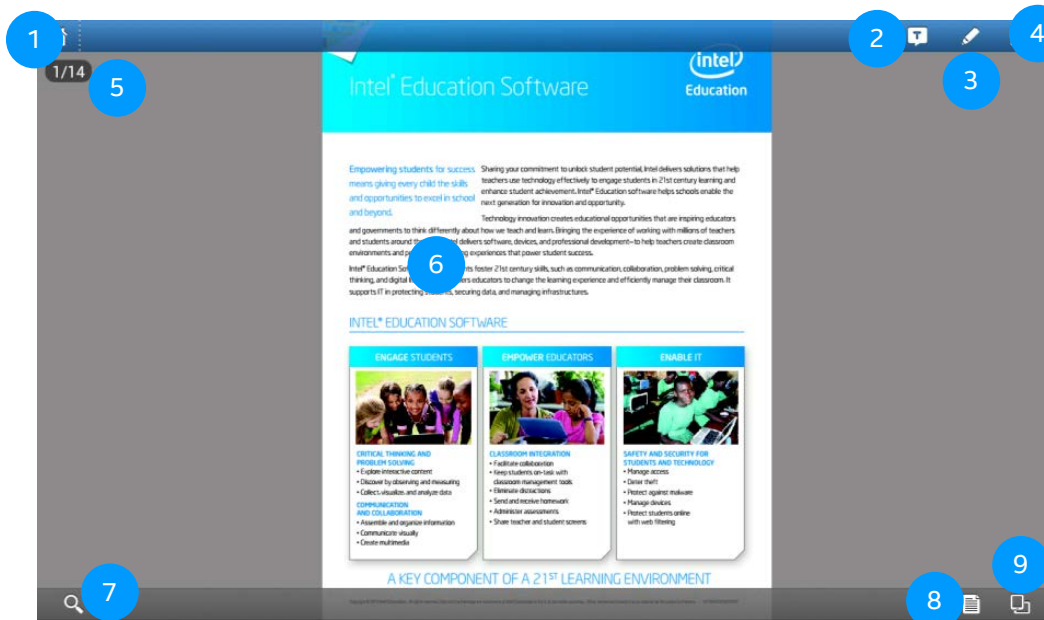 1
2
3
4
T
1/14
5
Intel® Education Software
intel
Education
Empowering students for success
means giving every child the skills
and opportunities to excel in school
and beyond.
Sharing your commitment to unlock student potential, Intel delivers solutions that help
teachers use technology effectively to engage students in 21st century learning and
enhance student achievement. Intel® Education software helps schools enable the
next generation for innovation and opportunity.
Technology innovation creates educational opportunities that are inspiring educators
and governments to think differently about how we teach and learn. Bringing the experience of working with millions of teachers
and students around delivers software, devices, and professional development—to help teachers create classroom
environments and experiences that power student success.
6
Intel® Education foster 21st century skills, such as communication, collaboration, problem solving, critical
thinking, and digital educators to change the learning experience and efficiently manage their classroom. It
supports IT in protecting securing data, and managing infrastructures.
INTEL® EDUCATION SOFTWARE
ENGAGE STUDENTS
CRITICAL THINKING AND
PROBLEM SOLVING
• Explore interactive content
• Discover by observing and measuring
• Collect, visualize and analyze data
COMMUNICATION
AND COLLABORATION
• Assemble and organize information
• Communicate visually
• Create multimedia
EMPOWER EDUCATORS
CLASSROOM INTEGRATION
• Facilitate collaboration
• Keep students on-task with
classroom management tools
• Eliminate distractions
• Send and receive homework
• Administer assessments
• Share teacher and student screens
ENABLE IT
SAFETY AND SECURITY FOR
STUDENTS AND TECHNOLOGY
• Manage access
• Deter theft
• Protect against malware
• Manage devices
• Protect students online
with web filtering
A KEY COMPONENT OF A 21ST LEARNING ENVIRONMENT
7
8
9